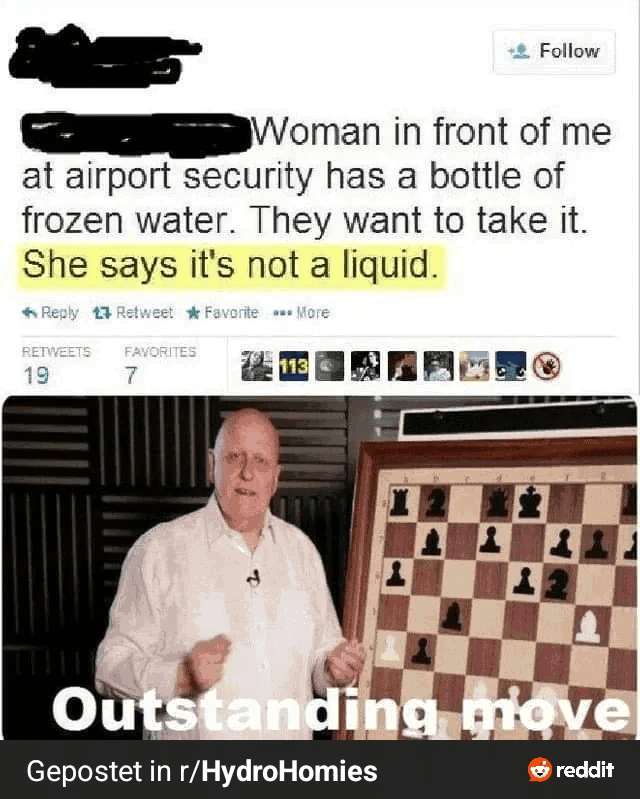 Follow
Woman in front of me
at airport security has a bottle of
frozen water. They want to take it.
She says it's not a liquid.
Reply Retweet Favorite More
RETWEETS FAVORITES
19 7
113
Outstanding move
Gepostet in r/HydroHomies reddit